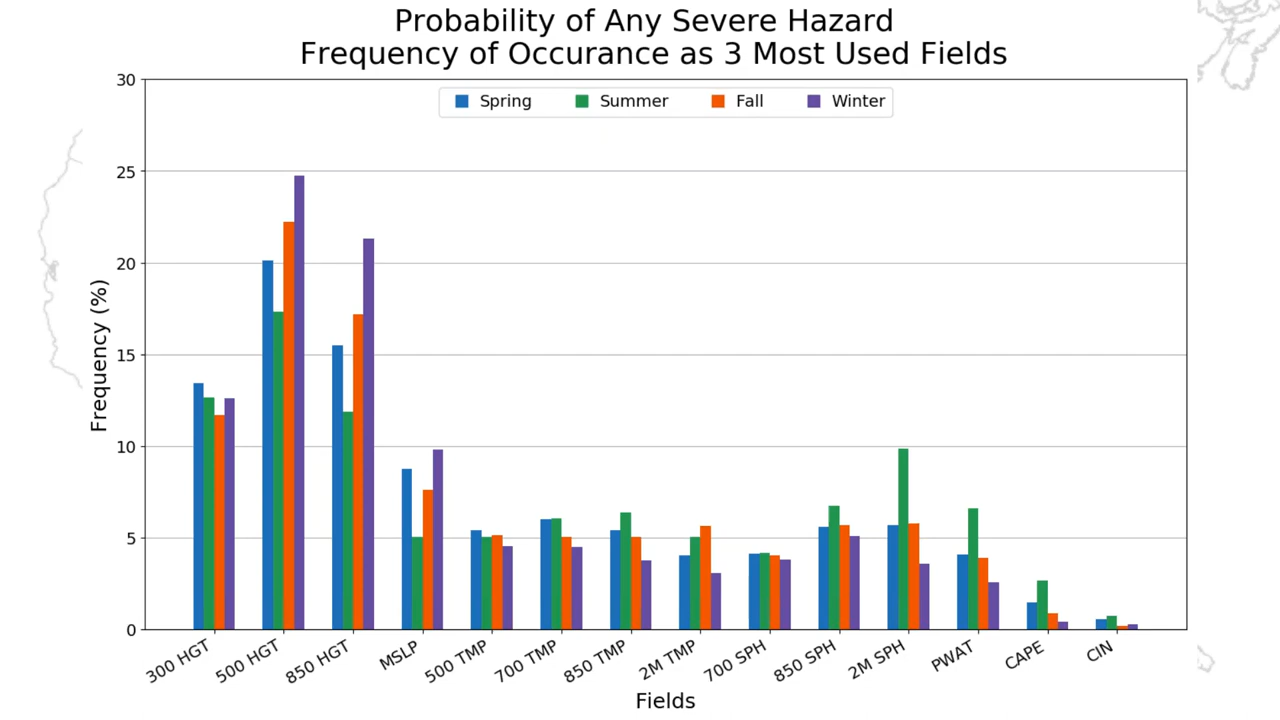 Probability of Any Severe Hazard
Frequency of Occurance as 3 Most Used Fields
Spring Summer Fall Winter
30
25
20
15
10
5
0
Frequency (%)
300 HGT 500 HGT 850 HGT MSLP 500 TMP 700 TMP 850 TMP 2M TMP 700 SPH 850 SPH 2M SPH PWAT CAPE CIN
Fields